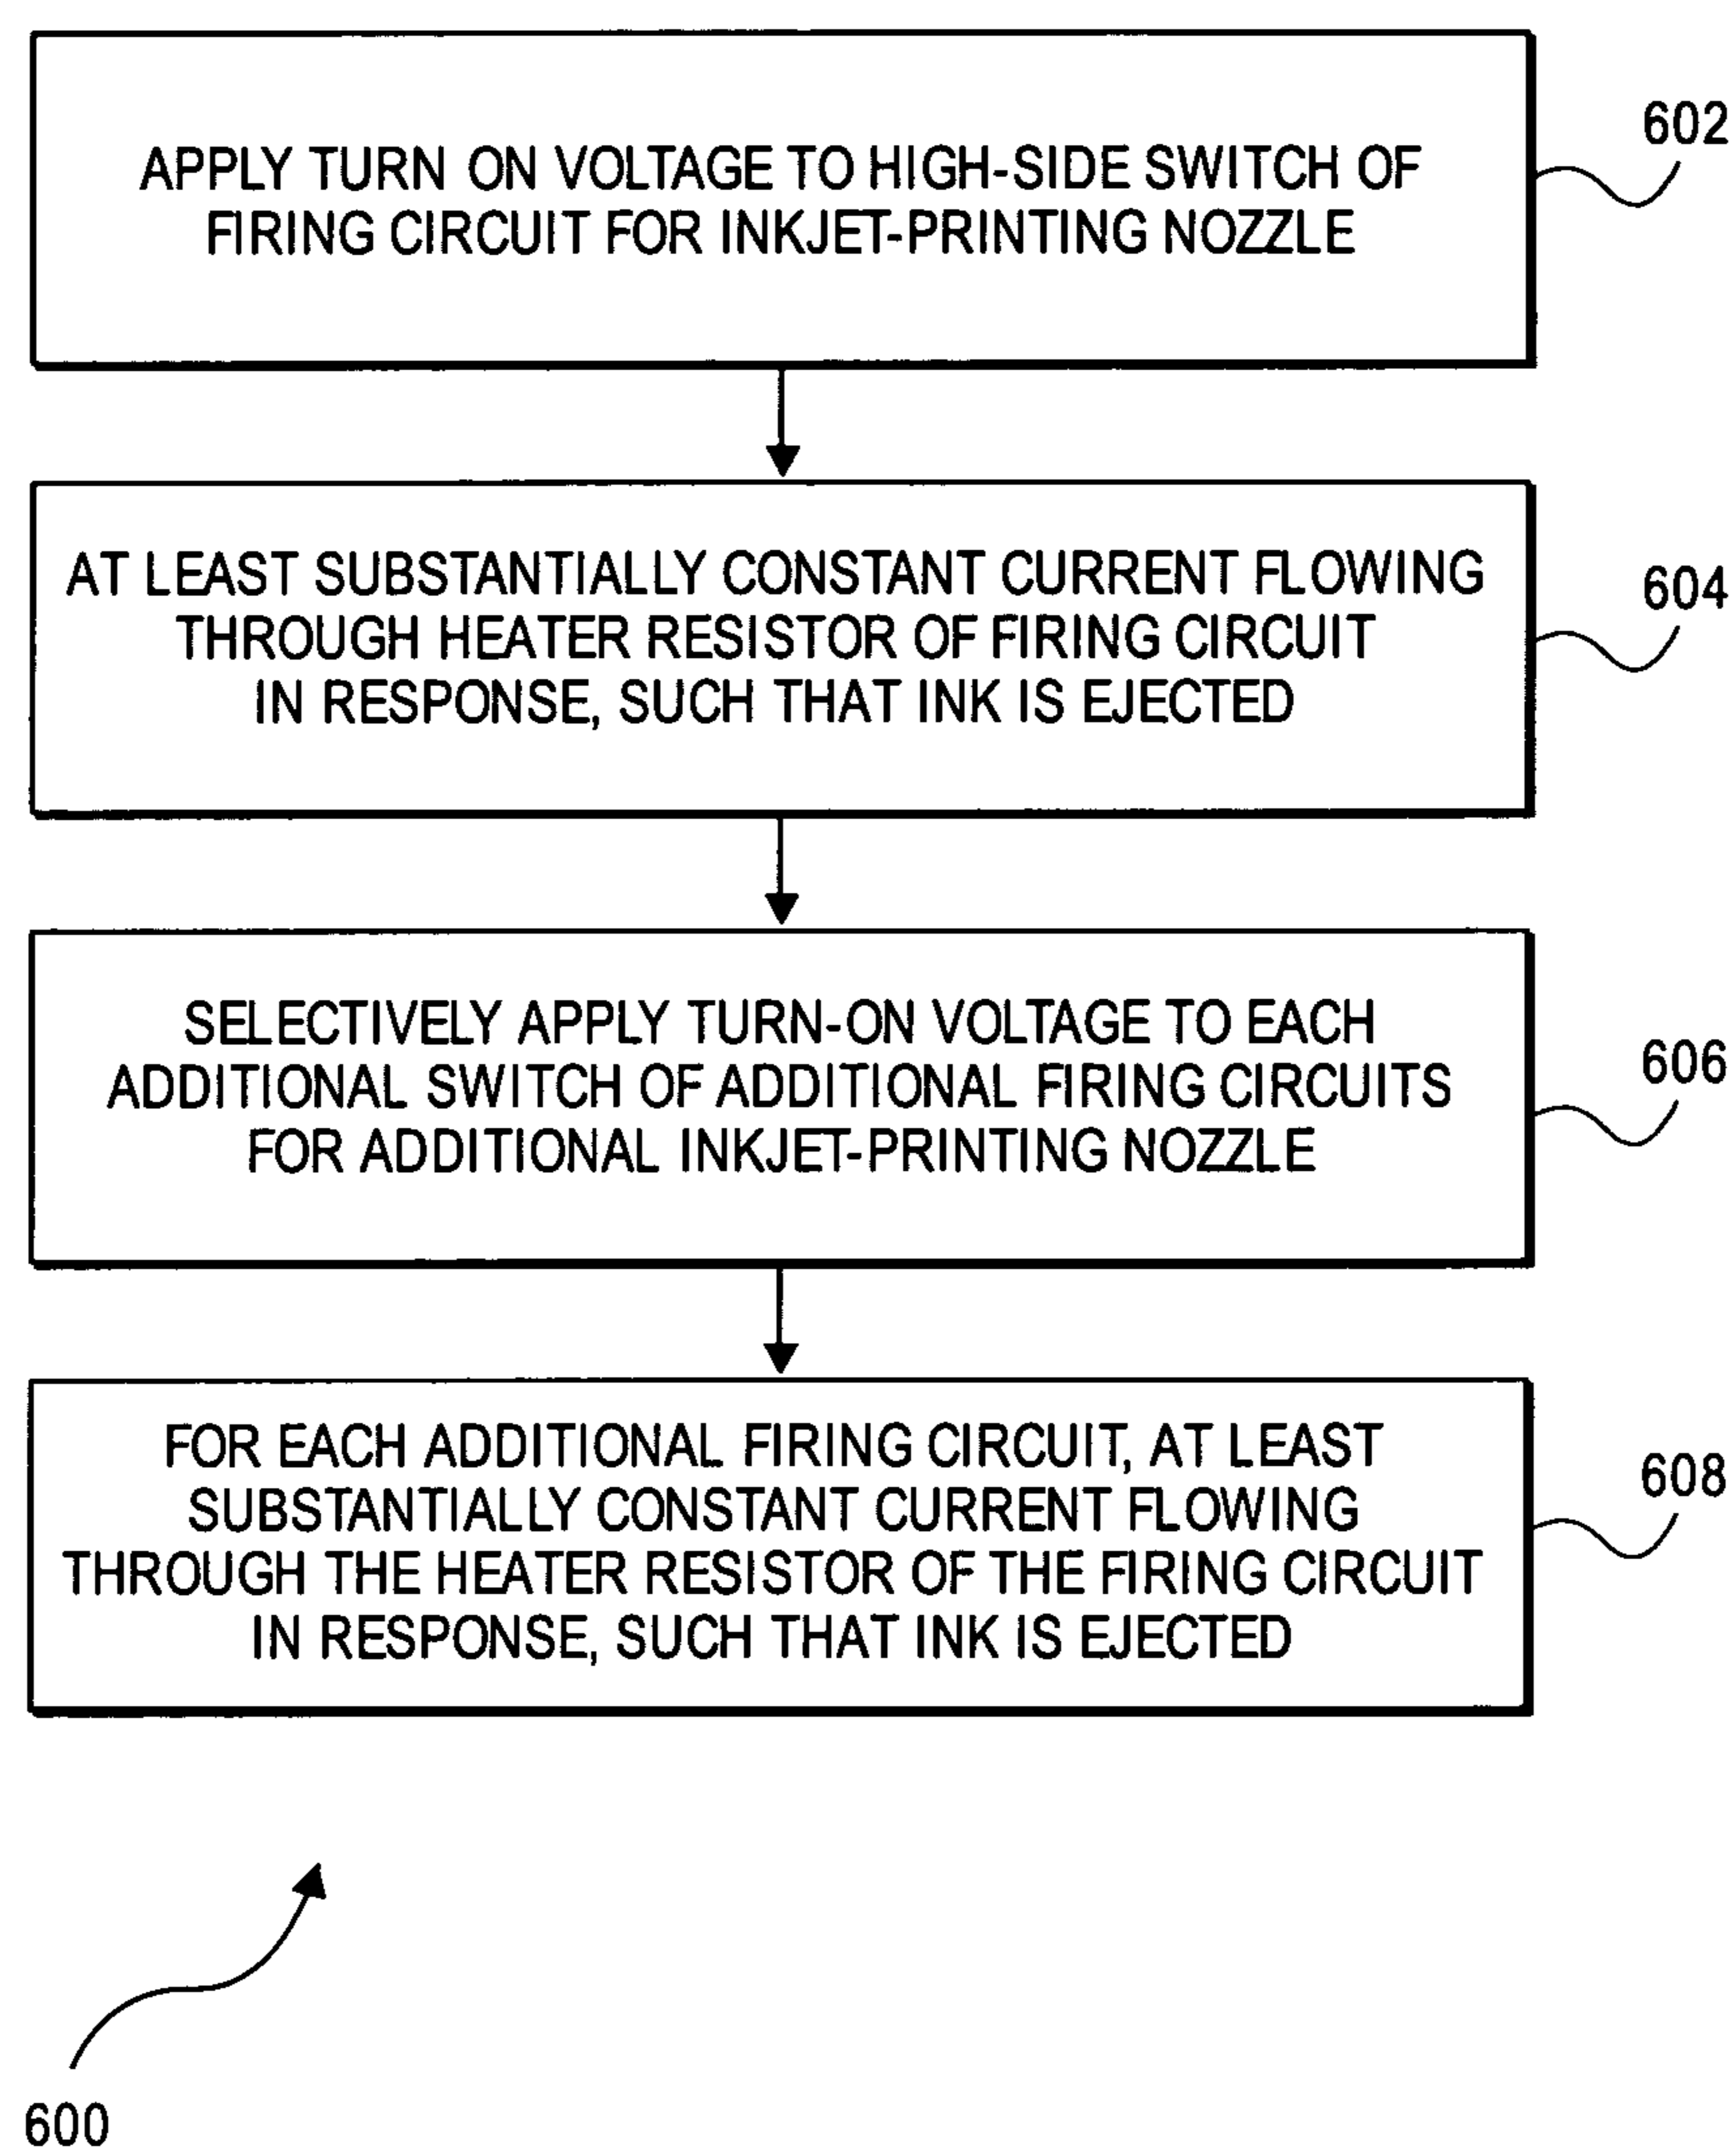 APPLY TURN ON VOLTAGE TO HIGH-SIDE SWITCH OF
FIRING CIRCUIT FOR INKJET-PRINTING NOZZLE
602
AT LEAST SUBSTANTIALLY CONSTANT CURRENT FLOWING
THROUGH HEATER RESISTOR OF FIRING CIRCUIT
IN RESPONSE, SUCH THAT INK IS EJECTED
604
SELECTIVELY APPLY TURN-ON VOLTAGE TO EACH
ADDITIONAL SWITCH OF ADDITIONAL FIRING CIRCUITS
FOR ADDITIONAL INKJET-PRINTING NOZZLE
606
FOR EACH ADDITIONAL FIRING CIRCUIT, AT LEAST
SUBSTANTIALLY CONSTANT CURRENT FLOWING
THROUGH THE HEATER RESISTOR OF THE FIRING CIRCUIT
IN RESPONSE, SUCH THAT INK IS EJECTED
608
600